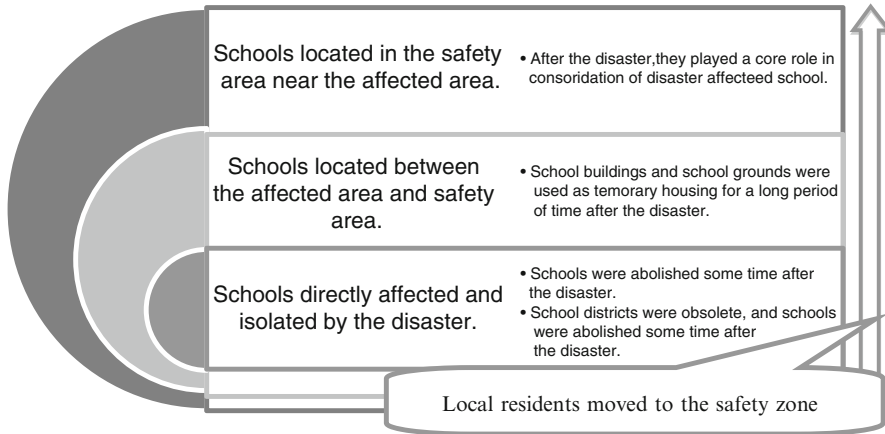 Schools located in the safety
area near the affected area.
• After the disaster,they played a core role in
consoridation of disaster affecteed school.
Schools located between
the affected area and safety
area.
• School buildings and school grounds were
used as temorary housing for a long period
of time after the disaster.
Schools directly affected and
isolated by the disaster.
• Schools were abolished some time after
the disaster.
• School districts were obsolete, and schools
were abolished some time after
the disaster.
Local residents moved to the safety zone